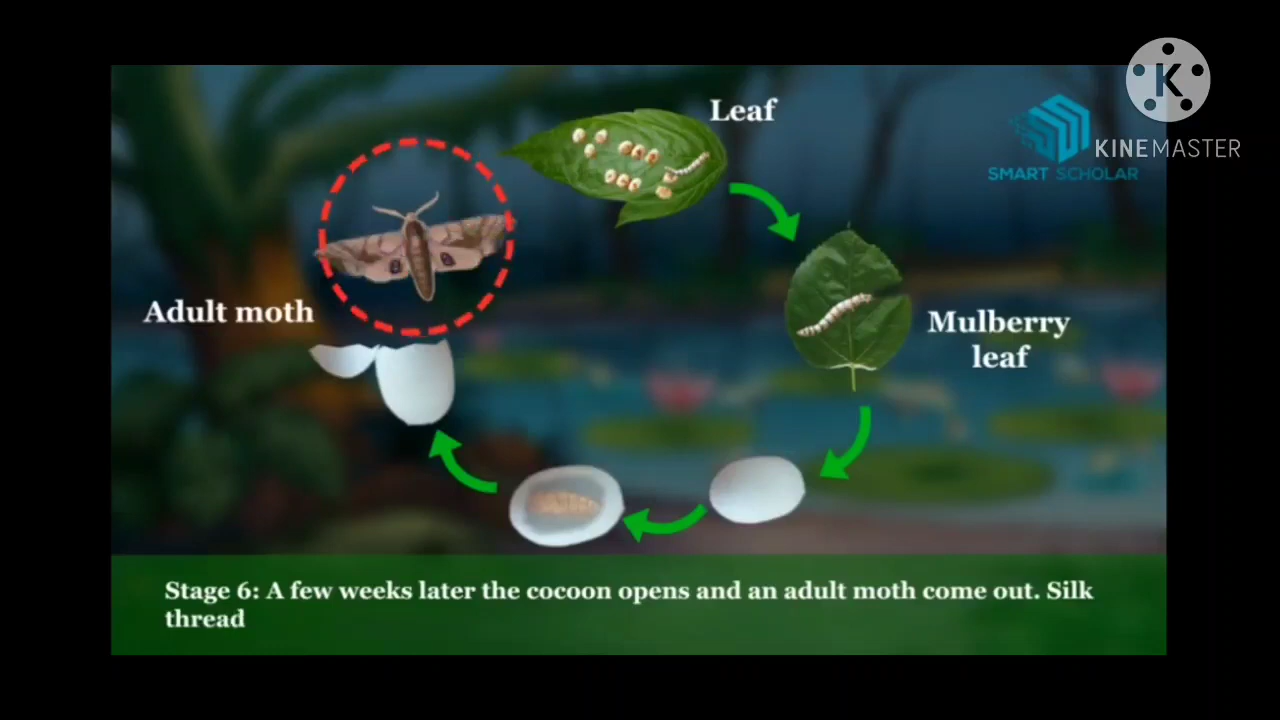 Leaf
KINEMASTER
SMART SCHOLAR
Adult moth
Mulberry
leaf
Stage 6: A few weeks later the cocoon opens and an adult moth come out. Silk
thread